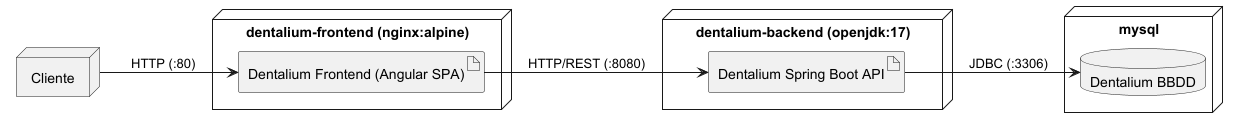 Cliente
HTTP (:80)
dentalium-frontend (nginx:alpine)
Dentalium Frontend (Angular SPA)
HTTP/REST (:8080)
dentalium-backend (openjdk:17)
Dentalium Spring Boot API
JDBC (:3306)
mysql
Dentalium BBDD